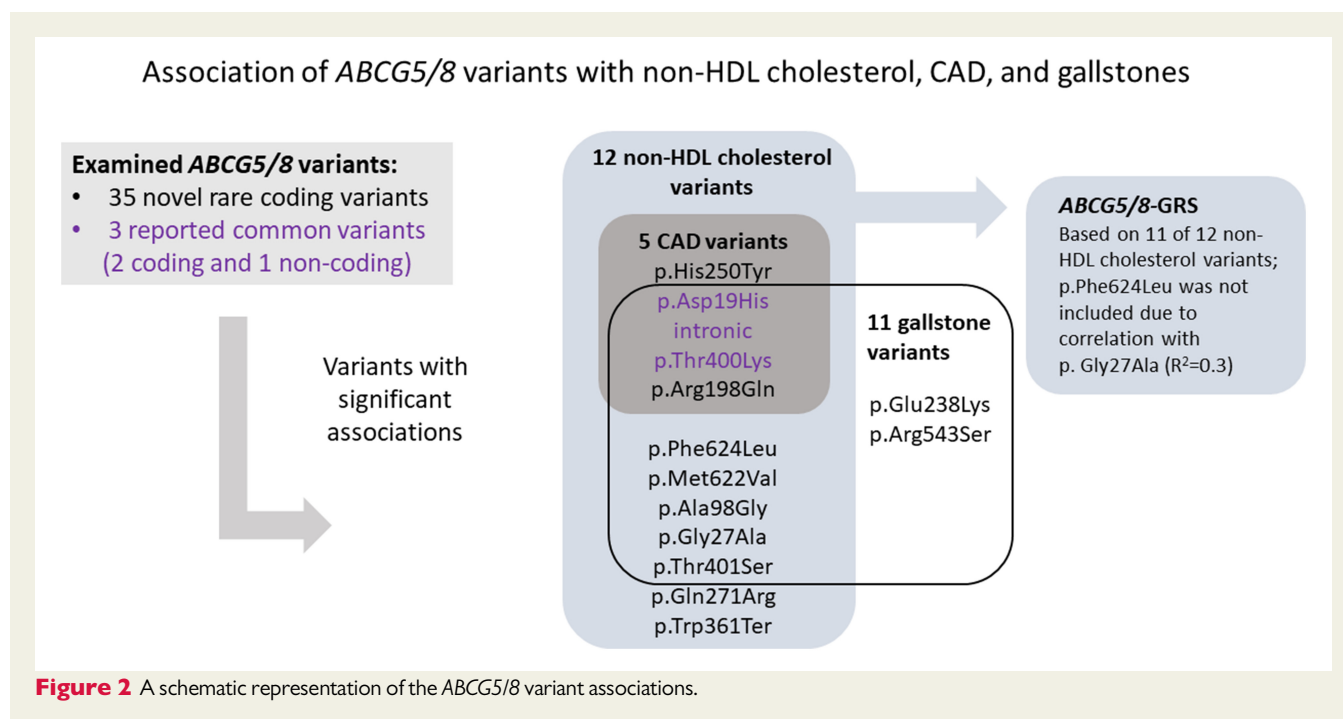 Association of ABCG5/8 variants with non-HDL cholesterol, CAD, and gallstones
Examined ABCG5/8 variants:
• 35 novel rare coding variants
• 3 reported common variants
(2 coding and 1 non-coding)
Variants with
significant
associations
12 non-HDL cholesterol
variants
5 CAD variants
p.His250Tyr
p.Asp19His
intronic
p.Thr400Lys
p.Arg198Gln
p.Phe624Leu
p.Met622Val
p.Ala98Gly
p.Gly27Ala
p.Thr401Ser
p.Gln271Arg
p.Trp361Ter
11 gallstone
variants
p.Glu238Lys
p.Arg543Ser
ABCG5/8-GRS
Based on 11 of 12 non-
HDL cholesterol variants;
p.Phe624Leu was not
included due to
correlation with
p. Gly27Ala (R²=0.3)
Figure 2 A schematic representation of the ABCG5/8 variant associations.